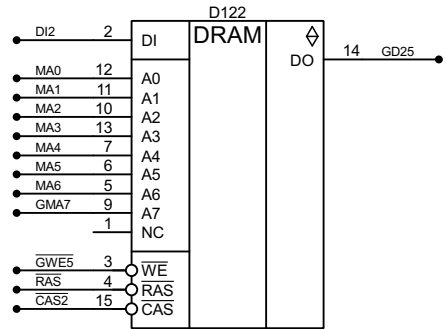 D122
DI2 2 DI DRAM
DO 14 GD25
MA0 12 A0
MA1 11 A1
MA2 10 A2
MA3 13 A3
MA4 7 A4
MA5 6 A5
MA6 5 A6
GMA7 9 A7
1 NC
GWE5 3 WE
RAS 4 RAS
CAS2 15 CAS